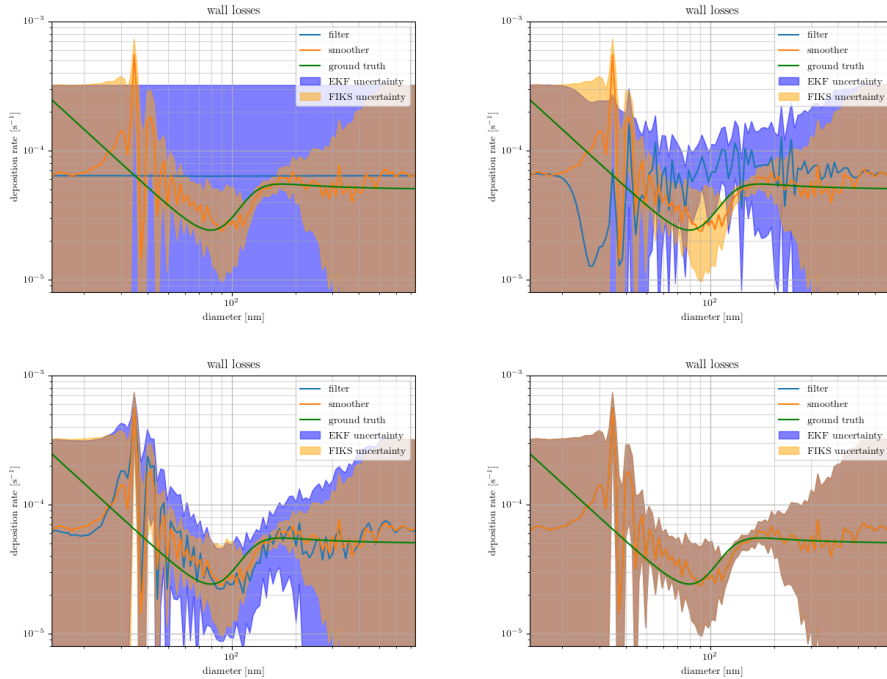 wall losses
10⁻³
10⁻⁴
10⁻⁵
deposition rate [s⁻¹]
10²
diameter [nm]
filter
smoother
ground truth
EKF uncertainty
FIKS uncertainty
wall losses
10⁻³
10⁻⁴
10⁻⁵
deposition rate [s⁻¹]
10²
diameter [nm]
filter
smoother
ground truth
EKF uncertainty
FIKS uncertainty
wall losses
10⁻³
10⁻⁴
10⁻⁵
deposition rate [s⁻¹]
10²
diameter [nm]
filter
smoother
ground truth
EKF uncertainty
FIKS uncertainty
wall losses
10⁻³
10⁻⁴
10⁻⁵
deposition rate [s⁻¹]
10²
diameter [nm]
filter
smoother
ground truth
EKF uncertainty
FIKS uncertainty